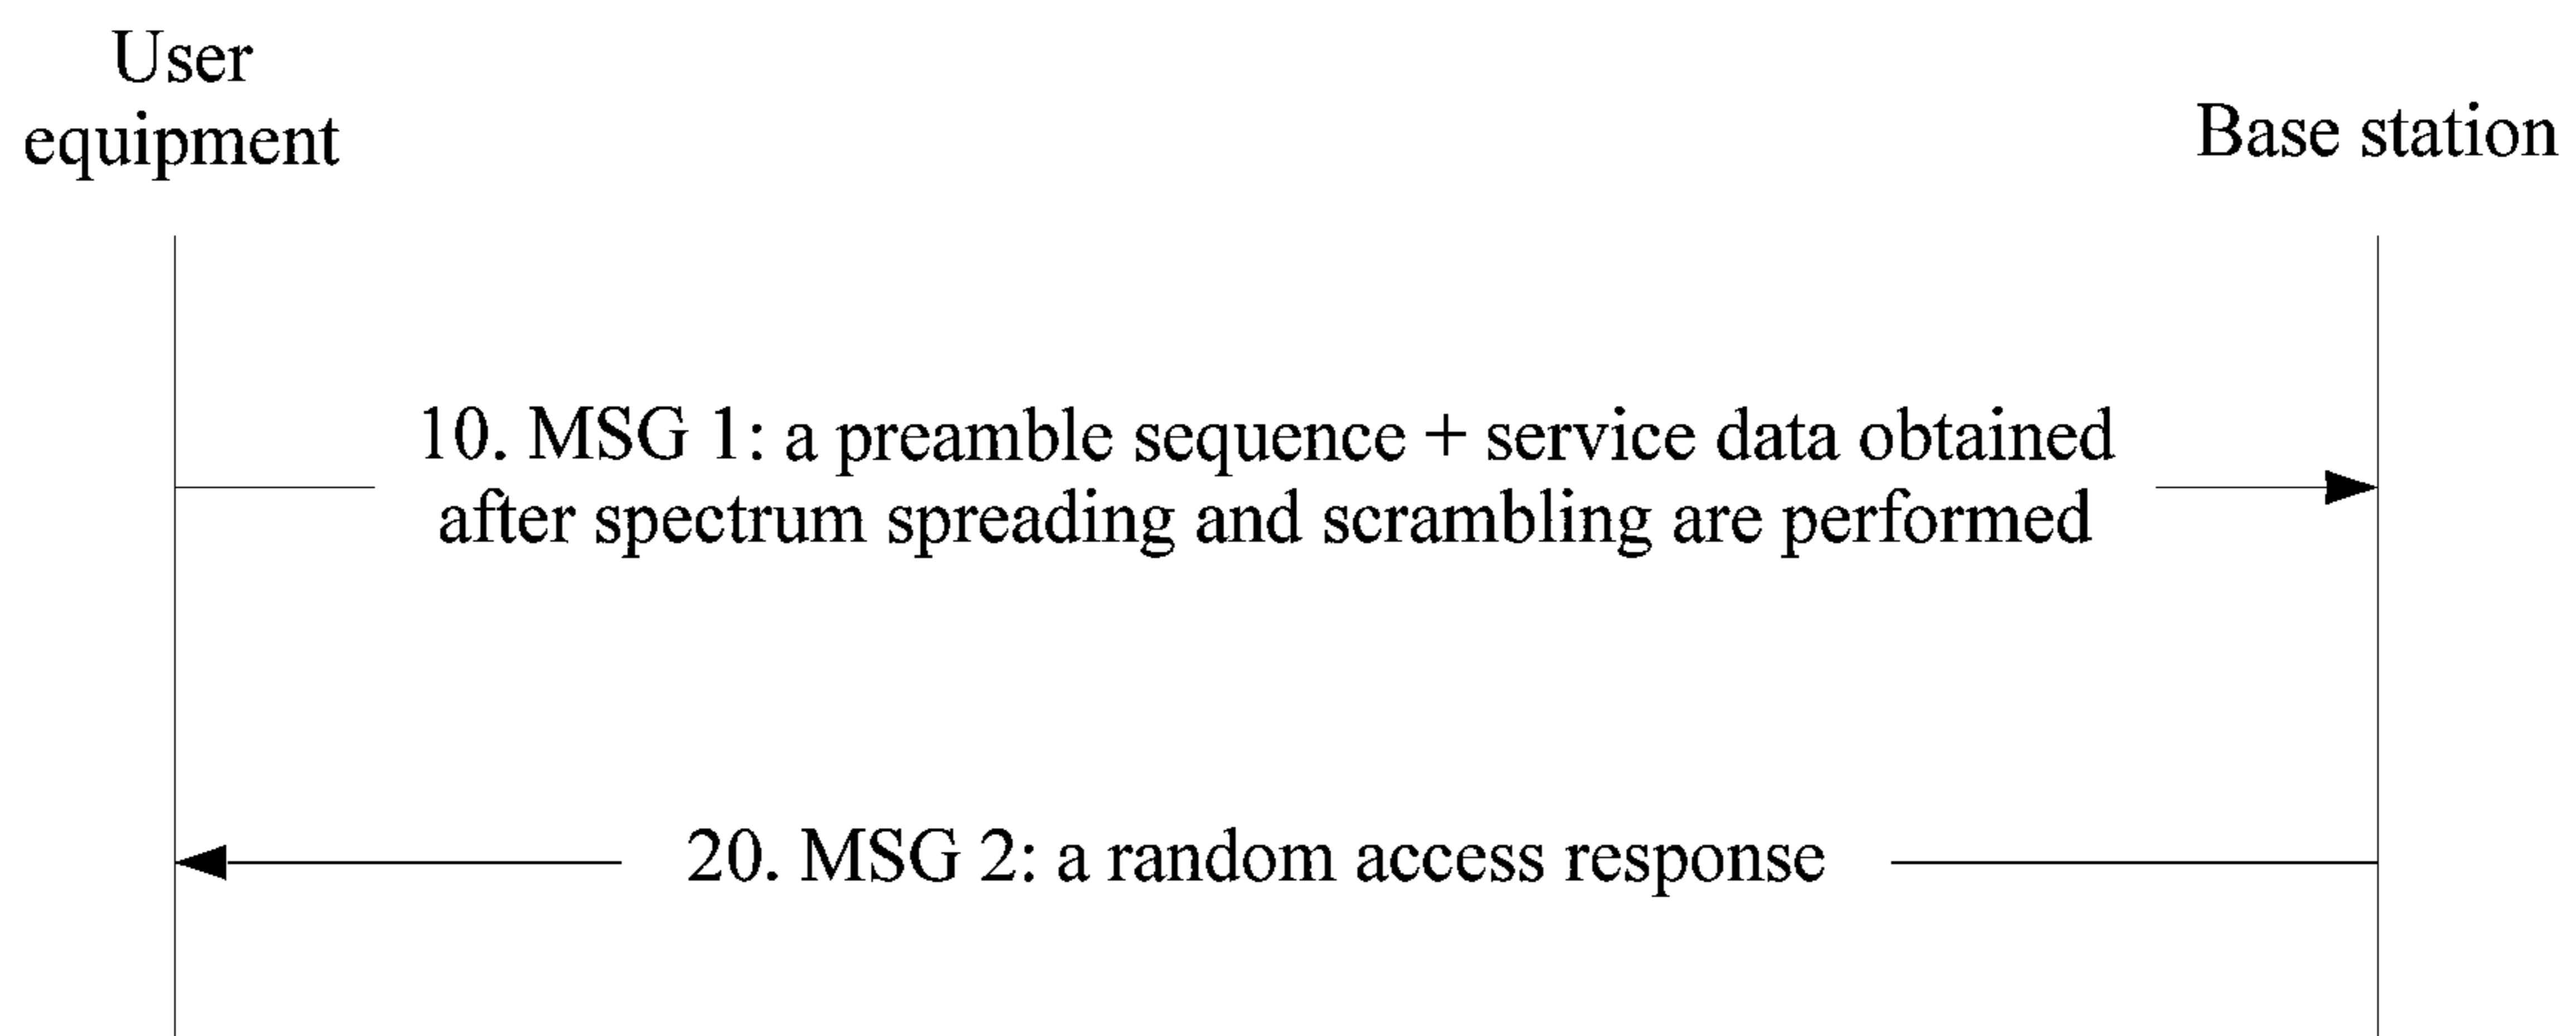 User
equipment
Base station
10. MSG 1: a preamble sequence + service data obtained
after spectrum spreading and scrambling are performed
20. MSG 2: a random access response